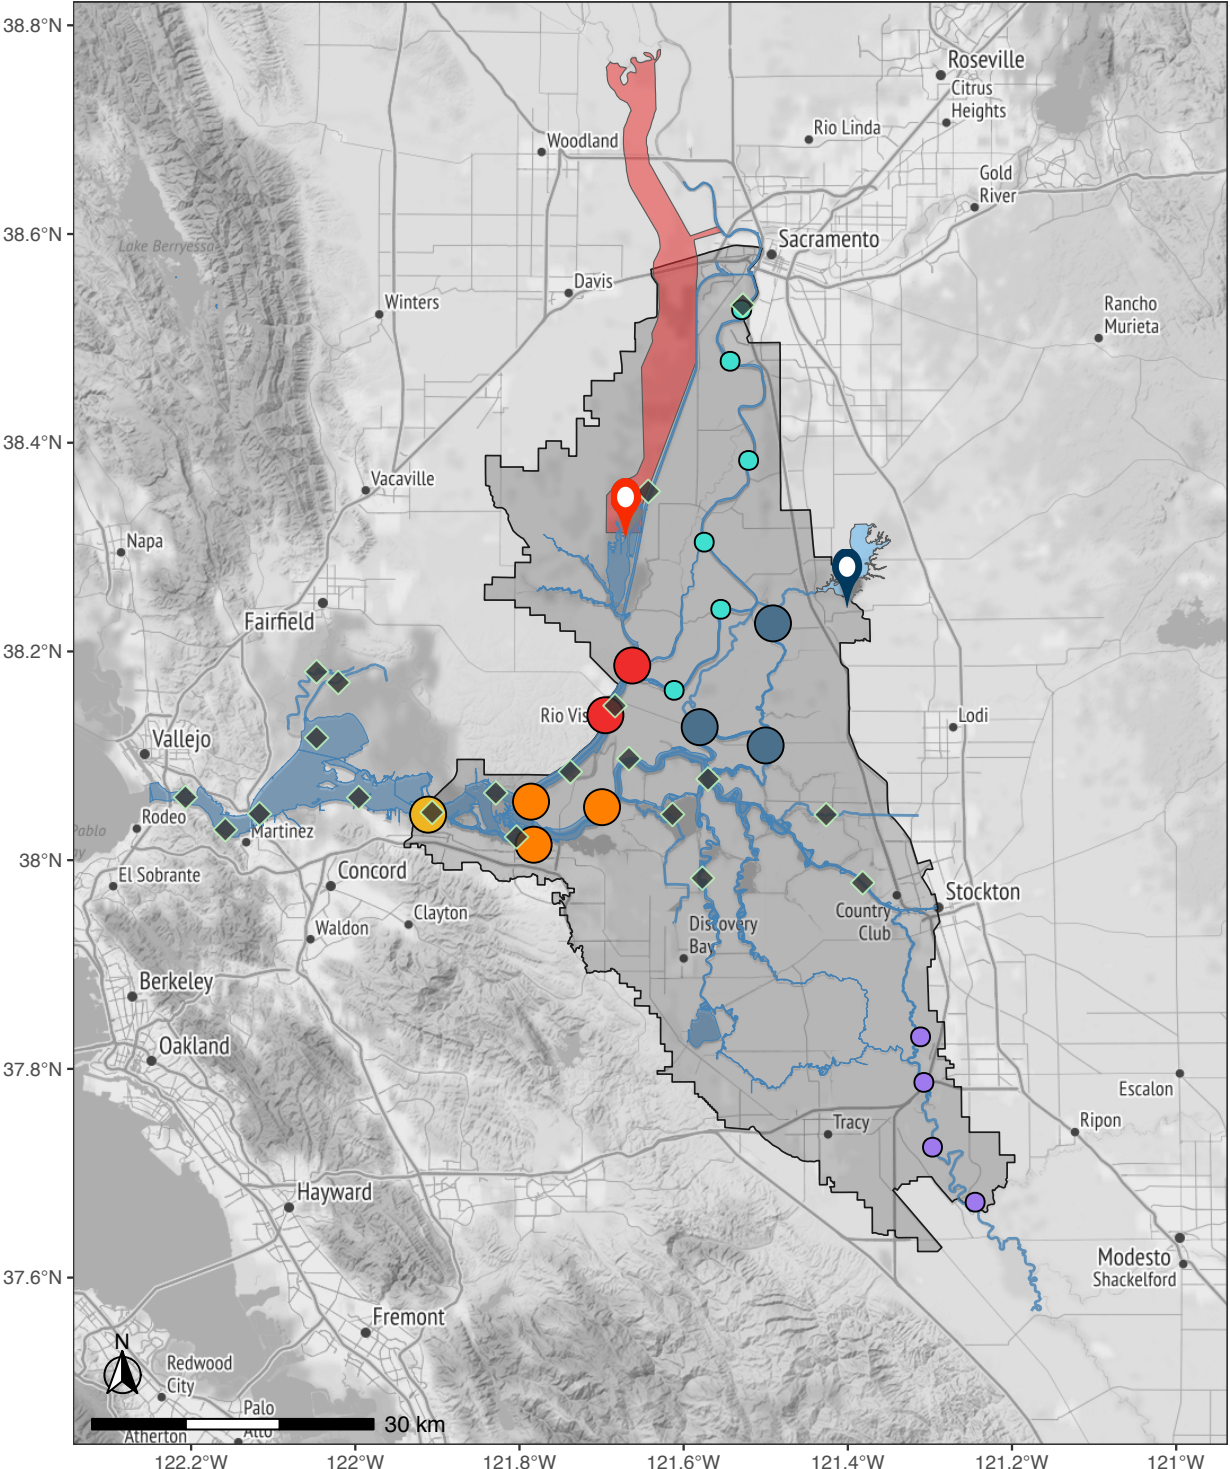 38.8°N
Roseville
Citrus
Heights
Rio Linda
Woodland
Gold
River
38.6°N
Lake Berryessa
Sacramento
Davis
Winters
Rancho
Murieta
38.4°N
Vacaville
Napa
Fairfield
38.2°N
Rio Vis
Lodi
Vallejo
Rodeo
Pablo
Martinez
38°N
El Sobrante
Concord
Stockton
Country
Club
Clayton
Waldon
Discovery
Bay
Berkeley
Oakland
37.8°N
Escalon
Tracy
Ripon
Hayward
Modesto
Shackelford
37.6°N
Fremont
N
Redwood
City
Palo
Alto
Atherton
30 km
122.2°W
122°W
121.8°W
121.6°W
121.4°W
121.2°W
121°W